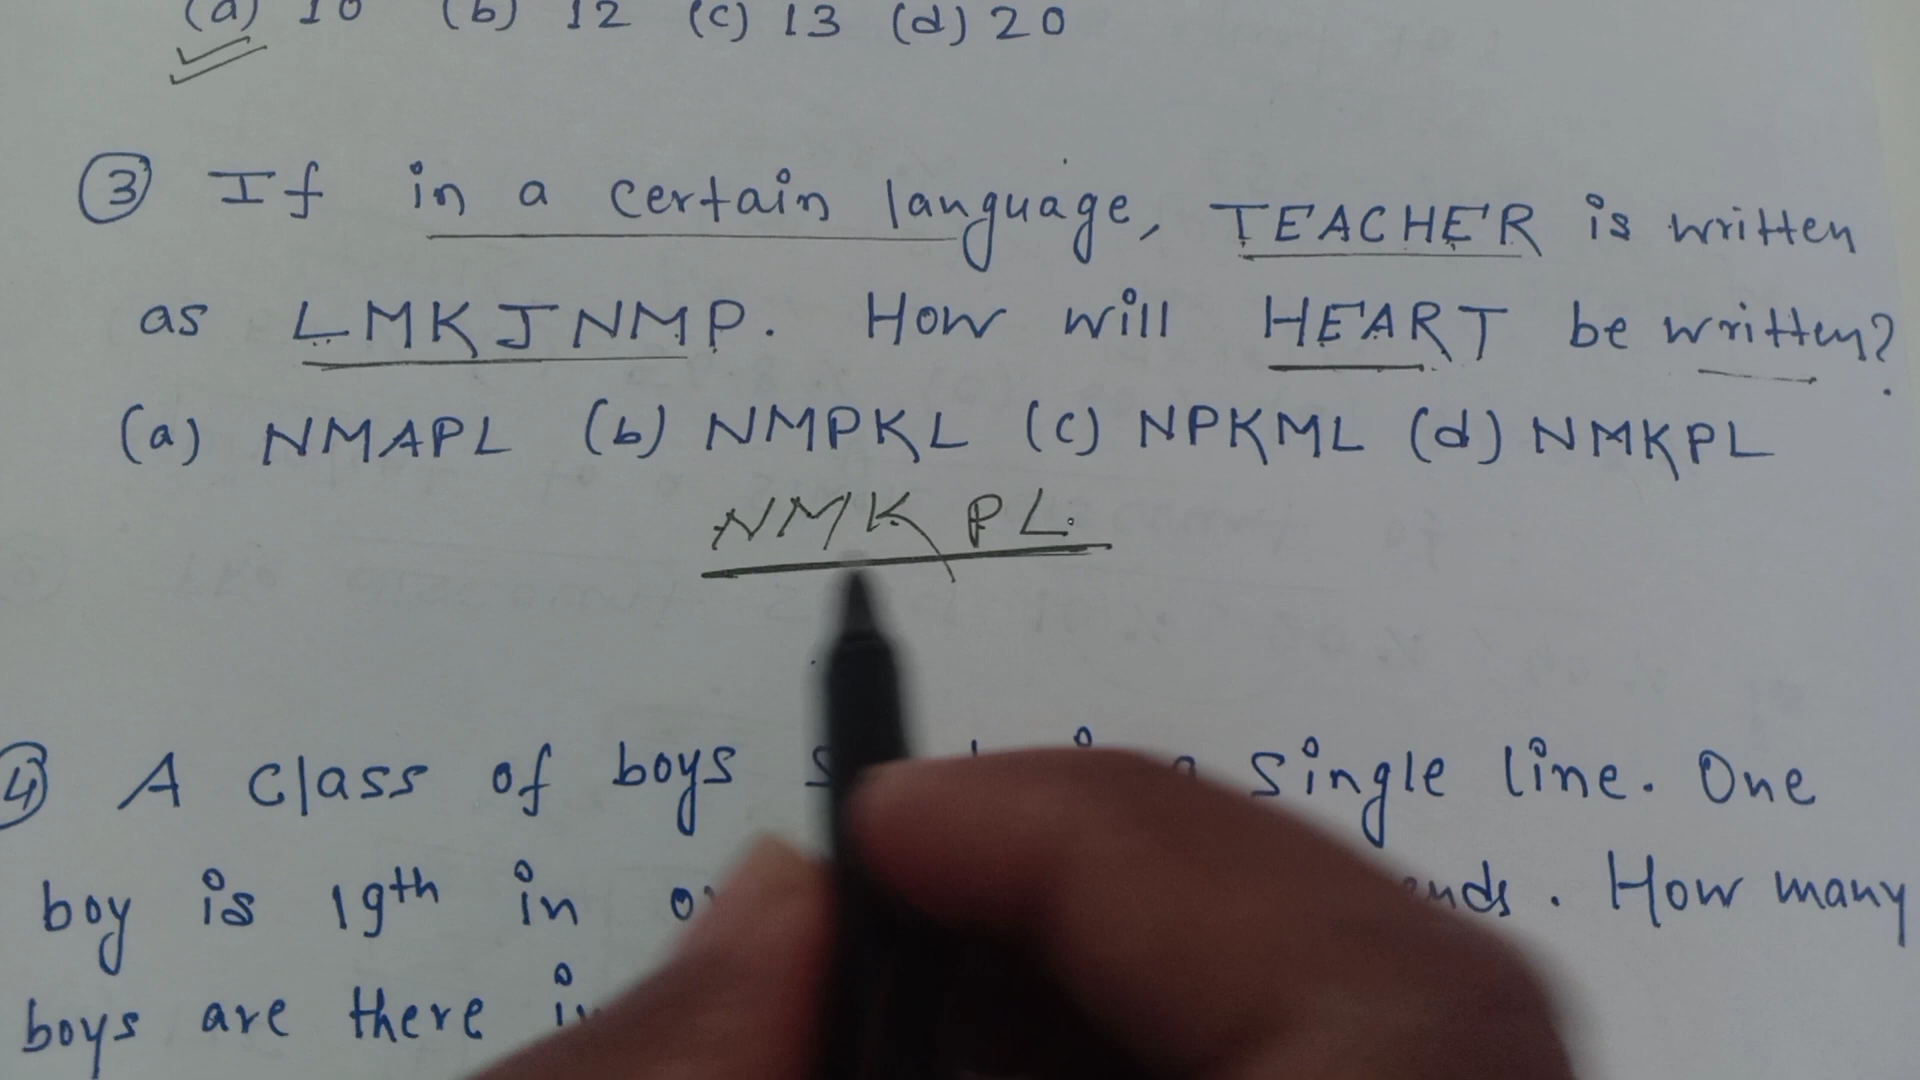 (a) 10 (b) 12 (c) 13 (d) 20
3 If in a certain language, TEACHER is written
as LMKJNMP. How will HEART be written?
(a) NMAPL (b) NMPKL (c) NPKML (d) NMKPL
NMKPL.
4 A class of boys single line. One
boy is 19th in How many
boys are there